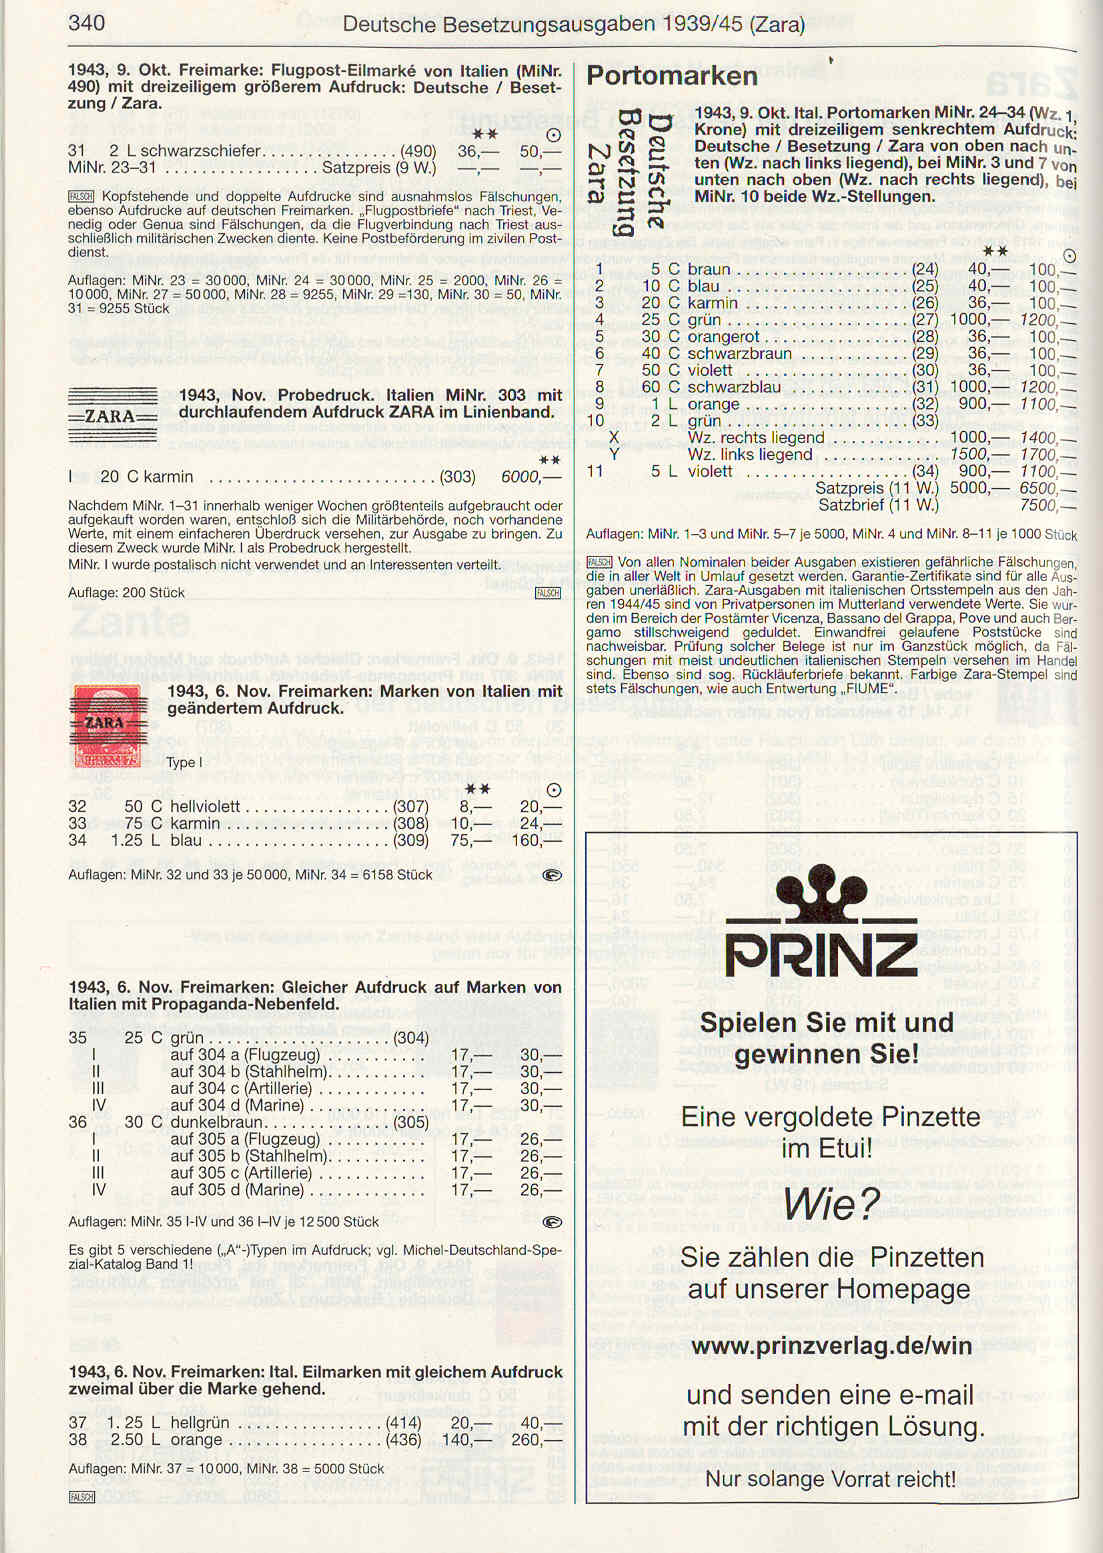 340
Deutsche Besetzungsausgaben 1939/45 (Zara)
1943, 9. Okt. Freimarke: Flugpost-Eilmarke von Italien (MiNr.
490) mit dreizeiligem größerem Aufdruck: Deutsche / Beset-
zung / Zara.
✶✶ ⊙
31 2 L schwarzschiefer. . . . . . . . . . . . . . . (490) 36,— 50,—
MiNr. 23–31 . . . . . . . . . . . . . . . . . Satzpreis (9 W.) —,— —,—
FALSCH Kopfstehende und doppelte Aufdrucke sind ausnahmslos Fälschungen,
ebenso Aufdrucke auf deutschen Freimarken. „Flugpostbriefe“ nach Triest, Ve-
nedig oder Genua sind Fälschungen, da die Flugverbindung nach Triest aus-
schließlich militärischen Zwecken diente. Keine Postbeförderung im zivilen Post-
dienst.
Auflagen: MiNr. 23 = 30 000, MiNr. 24 = 30 000, MiNr. 25 = 2000, MiNr. 26 =
10 000, MiNr. 27 = 50 000, MiNr. 28 = 9255, MiNr. 29 =130, MiNr. 30 = 50, MiNr.
31 = 9255 Stück
ZARA
1943, Nov. Probedruck. Italien MiNr. 303 mit
durchlaufendem Aufdruck ZARA im Linienband.
✶✶
I 20 C karmin . . . . . . . . . . . . . . . . . . . . . . . . . (303) 6000,—
Nachdem MiNr. 1–31 innerhalb weniger Wochen größtenteils aufgebraucht oder
aufgekauft worden waren, entschloß sich die Militärbehörde, noch vorhandene
Werte, mit einem einfacheren Überdruck versehen, zur Ausgabe zu bringen. Zu
diesem Zweck wurde MiNr. I als Probedruck hergestellt.
MiNr. I wurde postalisch nicht verwendet und an Interessenten verteilt.
Auflage: 200 Stück FALSCH
ZARA
1943, 6. Nov. Freimarken: Marken von Italien mit
geändertem Aufdruck.
Type I
✶✶ ⊙
32 50 C hellviolett . . . . . . . . . . . . . . . . (307) 8,— 20,—
33 75 C karmin . . . . . . . . . . . . . . . . . . (308) 10,— 24,—
34 1.25 L blau . . . . . . . . . . . . . . . . . . . . (309) 75,— 160,—
Auflagen: MiNr. 32 und 33 je 50 000, MiNr. 34 = 6158 Stück
1943, 6. Nov. Freimarken: Gleicher Aufdruck auf Marken von
Italien mit Propaganda-Nebenfeld.
35 25 C grün . . . . . . . . . . . . . . . . . . . . (304)
I auf 304 a (Flugzeug) . . . . . . . . . . . 17,— 30,—
II auf 304 b (Stahlhelm). . . . . . . . . . . 17,— 30,—
III auf 304 c (Artillerie) . . . . . . . . . . . . 17,— 30,—
IV auf 304 d (Marine) . . . . . . . . . . . . . 17,— 30,—
36 30 C dunkelbraun. . . . . . . . . . . . . . (305)
I auf 305 a (Flugzeug) . . . . . . . . . . . 17,— 26,—
II auf 305 b (Stahlhelm). . . . . . . . . . . 17,— 26,—
III auf 305 c (Artillerie) . . . . . . . . . . . . 17,— 26,—
IV auf 305 d (Marine) . . . . . . . . . . . . . 17,— 26,—
Auflagen: MiNr. 35 I-IV und 36 I–IV je 12 500 Stück
Es gibt 5 verschiedene („A“-)Typen im Aufdruck; vgl. Michel-Deutschland-Spe-
zial-Katalog Band 1!
1943, 6. Nov. Freimarken: Ital. Eilmarken mit gleichem Aufdruck
zweimal über die Marke gehend.
37 1. 25 L hellgrün . . . . . . . . . . . . . . . . . (414) 20,— 40,—
38 2.50 L orange . . . . . . . . . . . . . . . . . (436) 140,— 260,—
Auflagen: MiNr. 37 = 10 000, MiNr. 38 = 5000 Stück
FALSCH
Portomarken
Deutsche
Besetzung
Zara
1943, 9. Okt. Ital. Portomarken MiNr. 24–34 (Wz. 1,
Krone) mit dreizeiligem senkrechtem Aufdruck:
Deutsche / Besetzung / Zara von oben nach un-
ten (Wz. nach links liegend), bei MiNr. 3 und 7 von
unten nach oben (Wz. nach rechts liegend), bei
MiNr. 10 beide Wz.-Stellungen.
✶✶ ⊙
1 5 C braun . . . . . . . . . . . . . . . . . . . (24) 40,— 100,—
2 10 C blau . . . . . . . . . . . . . . . . . . . . (25) 40,— 100,—
3 20 C karmin . . . . . . . . . . . . . . . . . . (26) 36,— 100,—
4 25 C grün . . . . . . . . . . . . . . . . . . . . (27) 1000,— 1200,—
5 30 C orangerot . . . . . . . . . . . . . . . . (28) 36,— 100,—
6 40 C schwarzbraun . . . . . . . . . . . . . (29) 36,— 100,—
7 50 C violett . . . . . . . . . . . . . . . . . . (30) 36,— 100,—
8 60 C schwarzblau . . . . . . . . . . . . . . (31) 1000,— 1200,—
9 1 L orange . . . . . . . . . . . . . . . . . . (32) 900,— 1100,—
10 2 L grün . . . . . . . . . . . . . . . . . . . . (33)
X Wz. rechts liegend . . . . . . . . . . . . 1000,— 1400,—
Y Wz. links liegend . . . . . . . . . . . . . 1500,— 1700,—
11 5 L violett . . . . . . . . . . . . . . . . . . (34) 900,— 1100,—
Satzpreis (11 W.) 5000,— 6500,—
Satzbrief (11 W.) 7500,—
Auflagen: MiNr. 1–3 und MiNr. 5–7 je 5000, MiNr. 4 und MiNr. 8–11 je 1000 Stück
FALSCH Von allen Nominalen beider Ausgaben existieren gefährliche Fälschungen,
die in aller Welt in Umlauf gesetzt werden. Garantie-Zertifikate sind für alle Aus-
gaben unerläßlich. Zara-Ausgaben mit italienischen Ortsstempeln aus den Jah-
ren 1944/45 sind von Privatpersonen im Mutterland verwendete Werte. Sie wur-
den im Bereich der Postämter Vicenza, Bassano del Grappa, Pove und auch Ber-
gamo stillschweigend geduldet. Einwandfrei gelaufene Poststücke sind
nachweisbar. Prüfung solcher Belege ist nur im Ganzstück möglich, da Fäl-
schungen mit meist undeutlichen italienischen Stempeln versehen im Handel
sind. Ebenso sind sog. Rückläuferbriefe bekannt. Farbige Zara-Stempel sind
stets Fälschungen, wie auch Entwertung „FIUME“.
PRINZ
Spielen Sie mit und
gewinnen Sie!
Eine vergoldete Pinzette
im Etui!
Wie?
Sie zählen die Pinzetten
auf unserer Homepage
www.prinzverlag.de/win
und senden eine e-mail
mit der richtigen Lösung.
Nur solange Vorrat reicht!